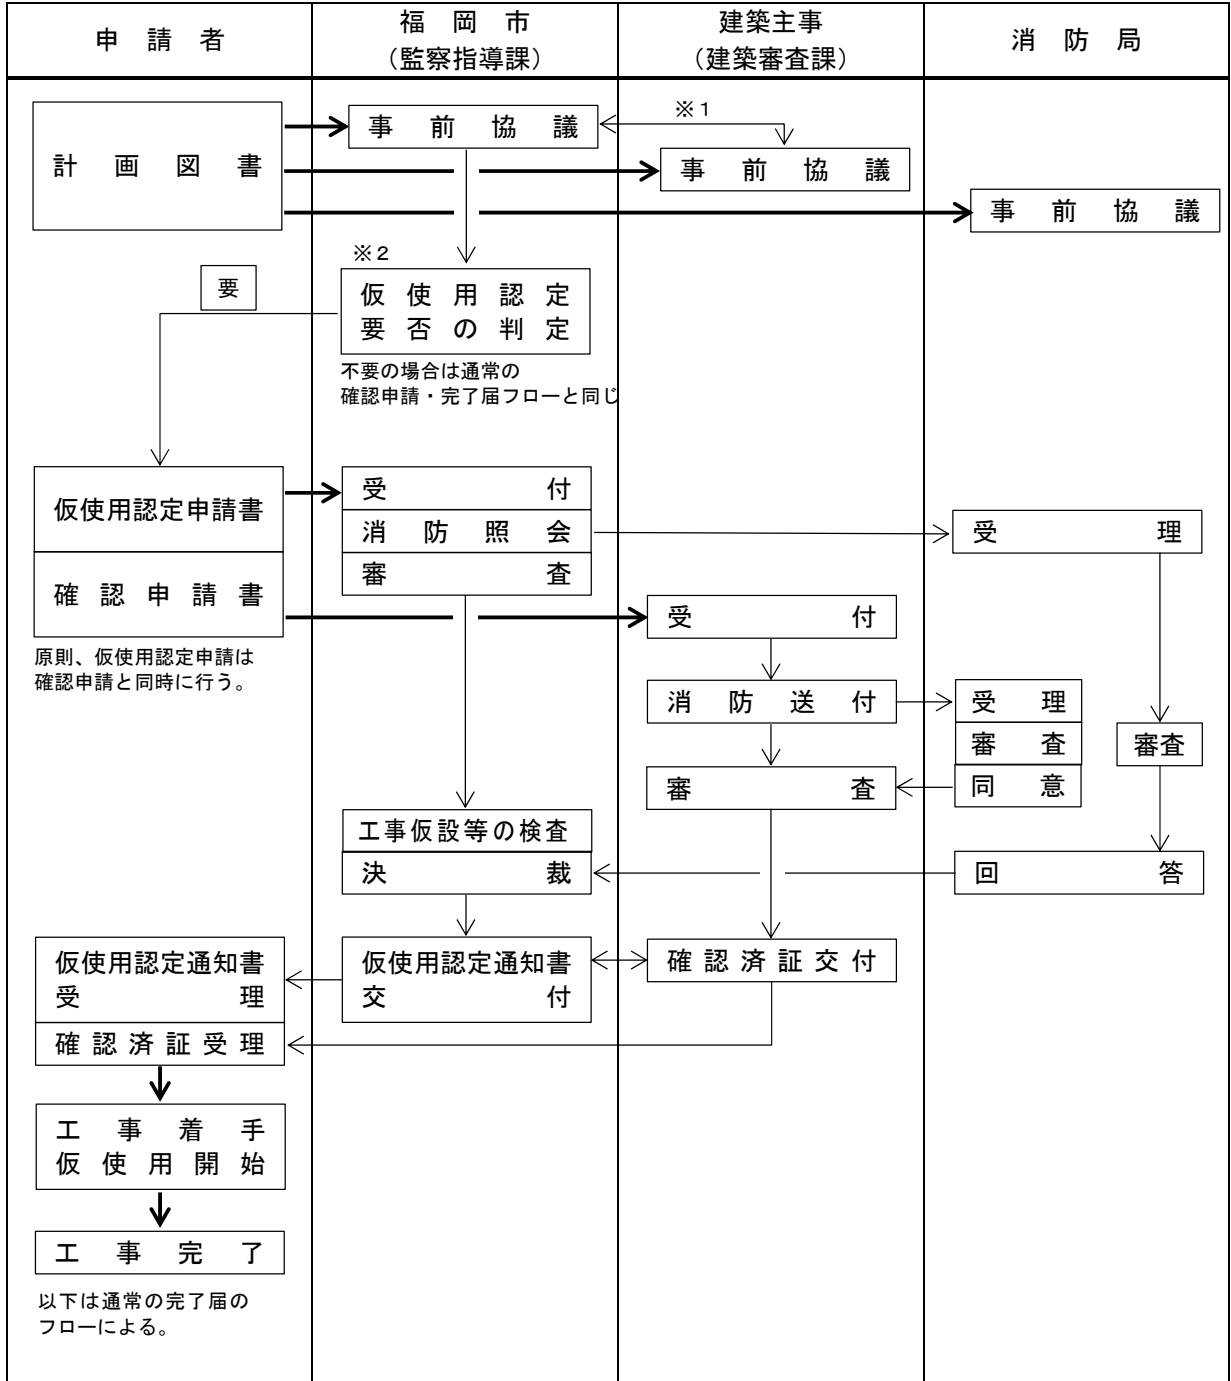 申請者
福岡市
（監察指導課）
建築主事
（建築審査課）
消防局
計画図書
事前協議
※1
事前協議
事前協議
※2
要
仮使用認定
要否の判定
不要の場合は通常の
確認申請・完了届フローと同じ
仮使用認定申請書
確認申請書
原則、仮使用認定申請は
確認申請と同時に行う。
受付
消防照会
審査
受理
受付
消防送付
受理
審査
同意
審査
審査
工事仮設等の検査
決裁
回答
仮使用認定通知書
受理
確認済証受理
仮使用認定通知書
交付
確認済証交付
工事着手
仮使用開始
工事完了
以下は通常の完了届の
フローによる。